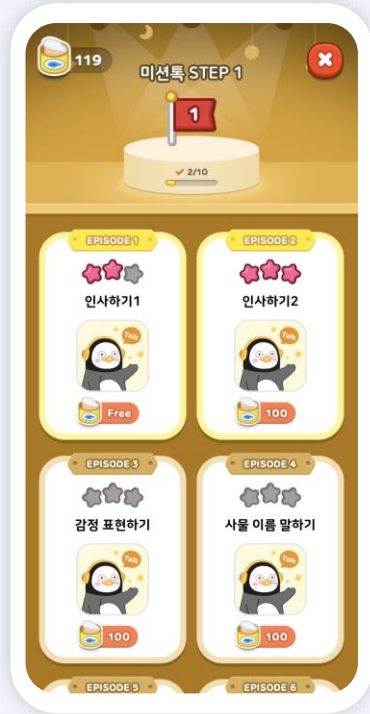 119
미션톡 STEP 1
1
✓ 2/10
EPISODE 1
인사하기1
Talk
Free
EPISODE 2
인사하기2
Talk
100
EPISODE 3
감정 표현하기
Talk
100
EPISODE 4
사물 이름 말하기
Talk
100
EPISODE 5
EPISODE 6